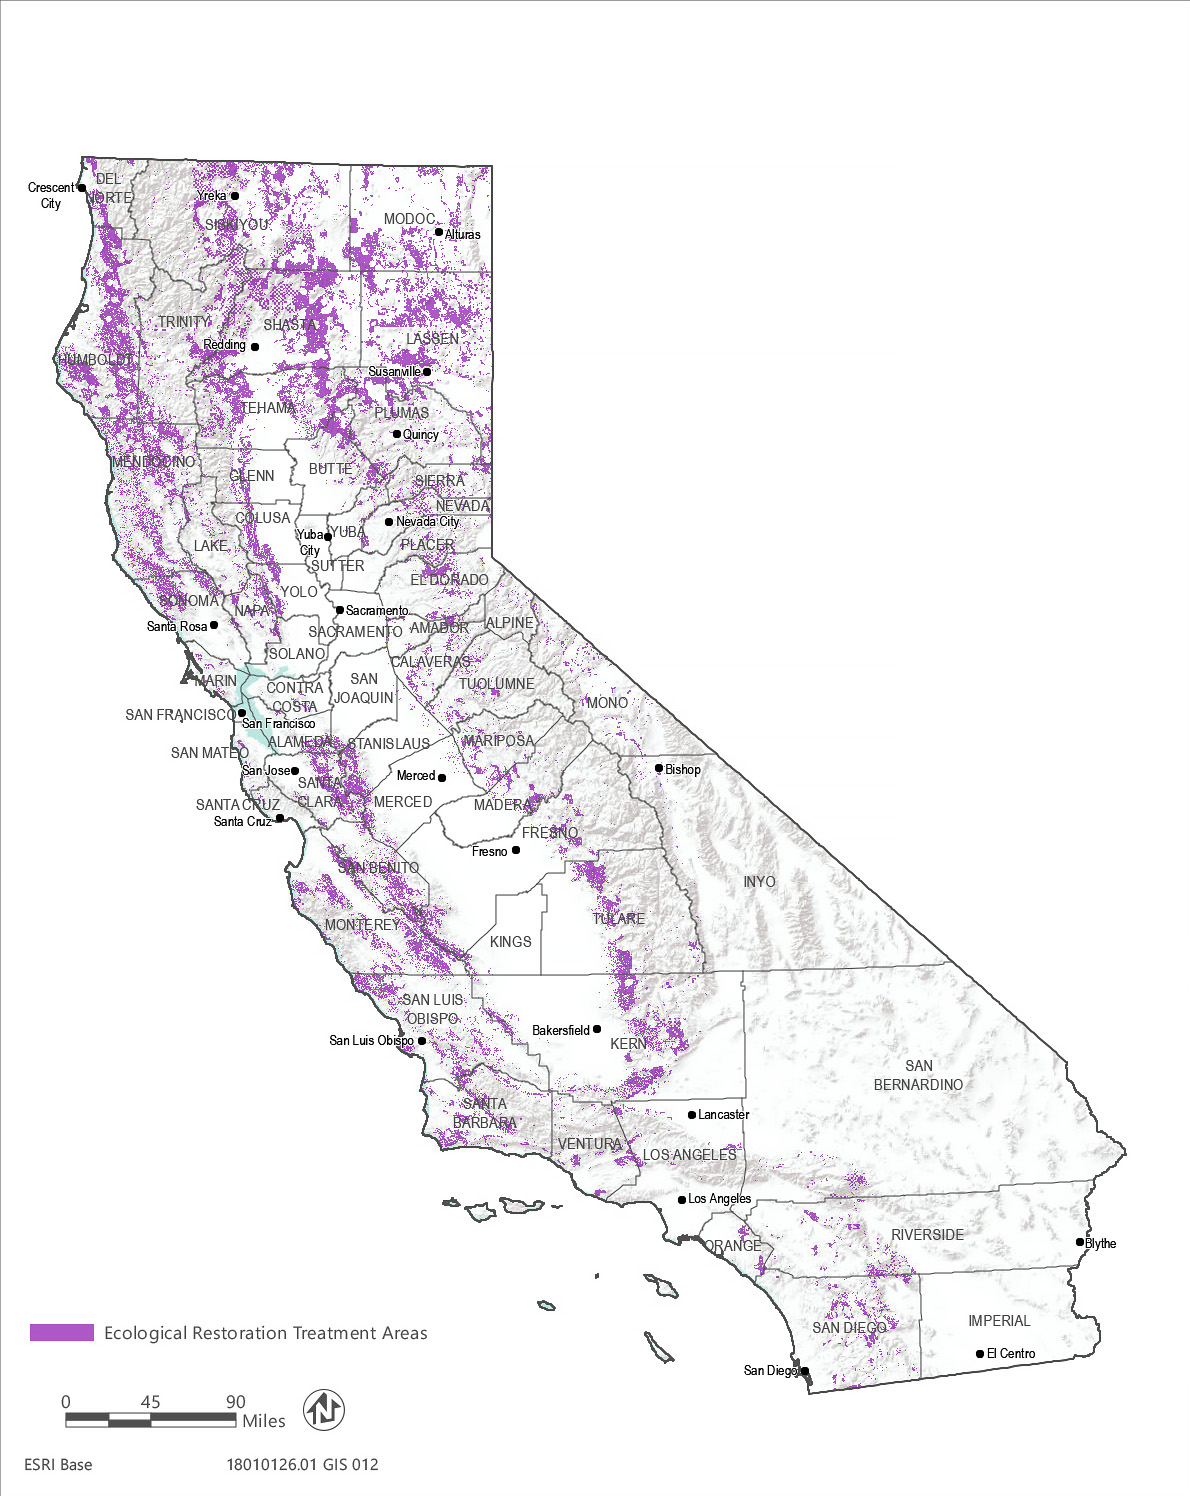 DEL
NORTE
Crescent
City
Yreka
SISKIYOU
MODOC
Alturas
TRINITY
SHASTA
Redding
LASSEN
HUMBOLDT
Susanville
TEHAMA
PLUMAS
Quincy
MENDOCINO
GLENN
BUTTE
SIERRA
NEVADA
COLUSA
Nevada City
Yuba
City
YUBA
LAKE
PLACER
SUTTER
EL DORADO
YOLO
SONOMA
NAPA
Sacramento
Santa Rosa
SACRAMENTO
AMADOR
ALPINE
SOLANO
CALAVERAS
MARIN
CONTRA
COSTA
SAN
JOAQUIN
TUOLUMNE
MONO
SAN FRANCISCO
San Francisco
ALAMEDA
STANISLAUS
MARIPOSA
SAN MATEO
San Jose
Merced
Bishop
SANTA
CLARA
SANTA CRUZ
MERCED
MADERA
Santa Cruz
FRESNO
Fresno
SAN BENITO
INYO
MONTEREY
TULARE
KINGS
SAN LUIS
OBISPO
San Luis Obispo
Bakersfield
KERN
SAN
BERNARDINO
SANTA
BARBARA
Lancaster
VENTURA
LOS ANGELES
Los Angeles
ORANGE
RIVERSIDE
Blythe
SAN DIEGO
IMPERIAL
El Centro
San Diego
Ecological Restoration Treatment Areas
0 45 90
Miles
N
ESRI Base 18010126.01 GIS 012